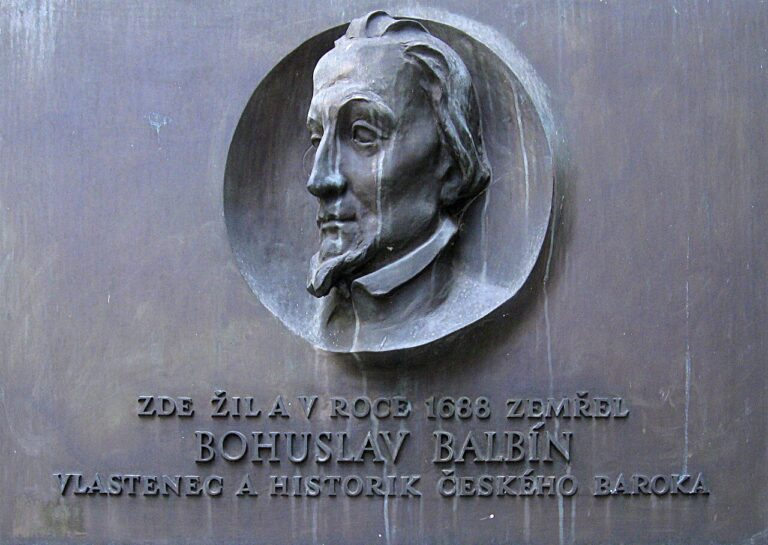 ZDE ŽIL A V ROCE 1688 ZEMŘEL
BOHUSLAV BALBÍN
VLASTENEC A HISTORIK ČESKÉHO BAROKA